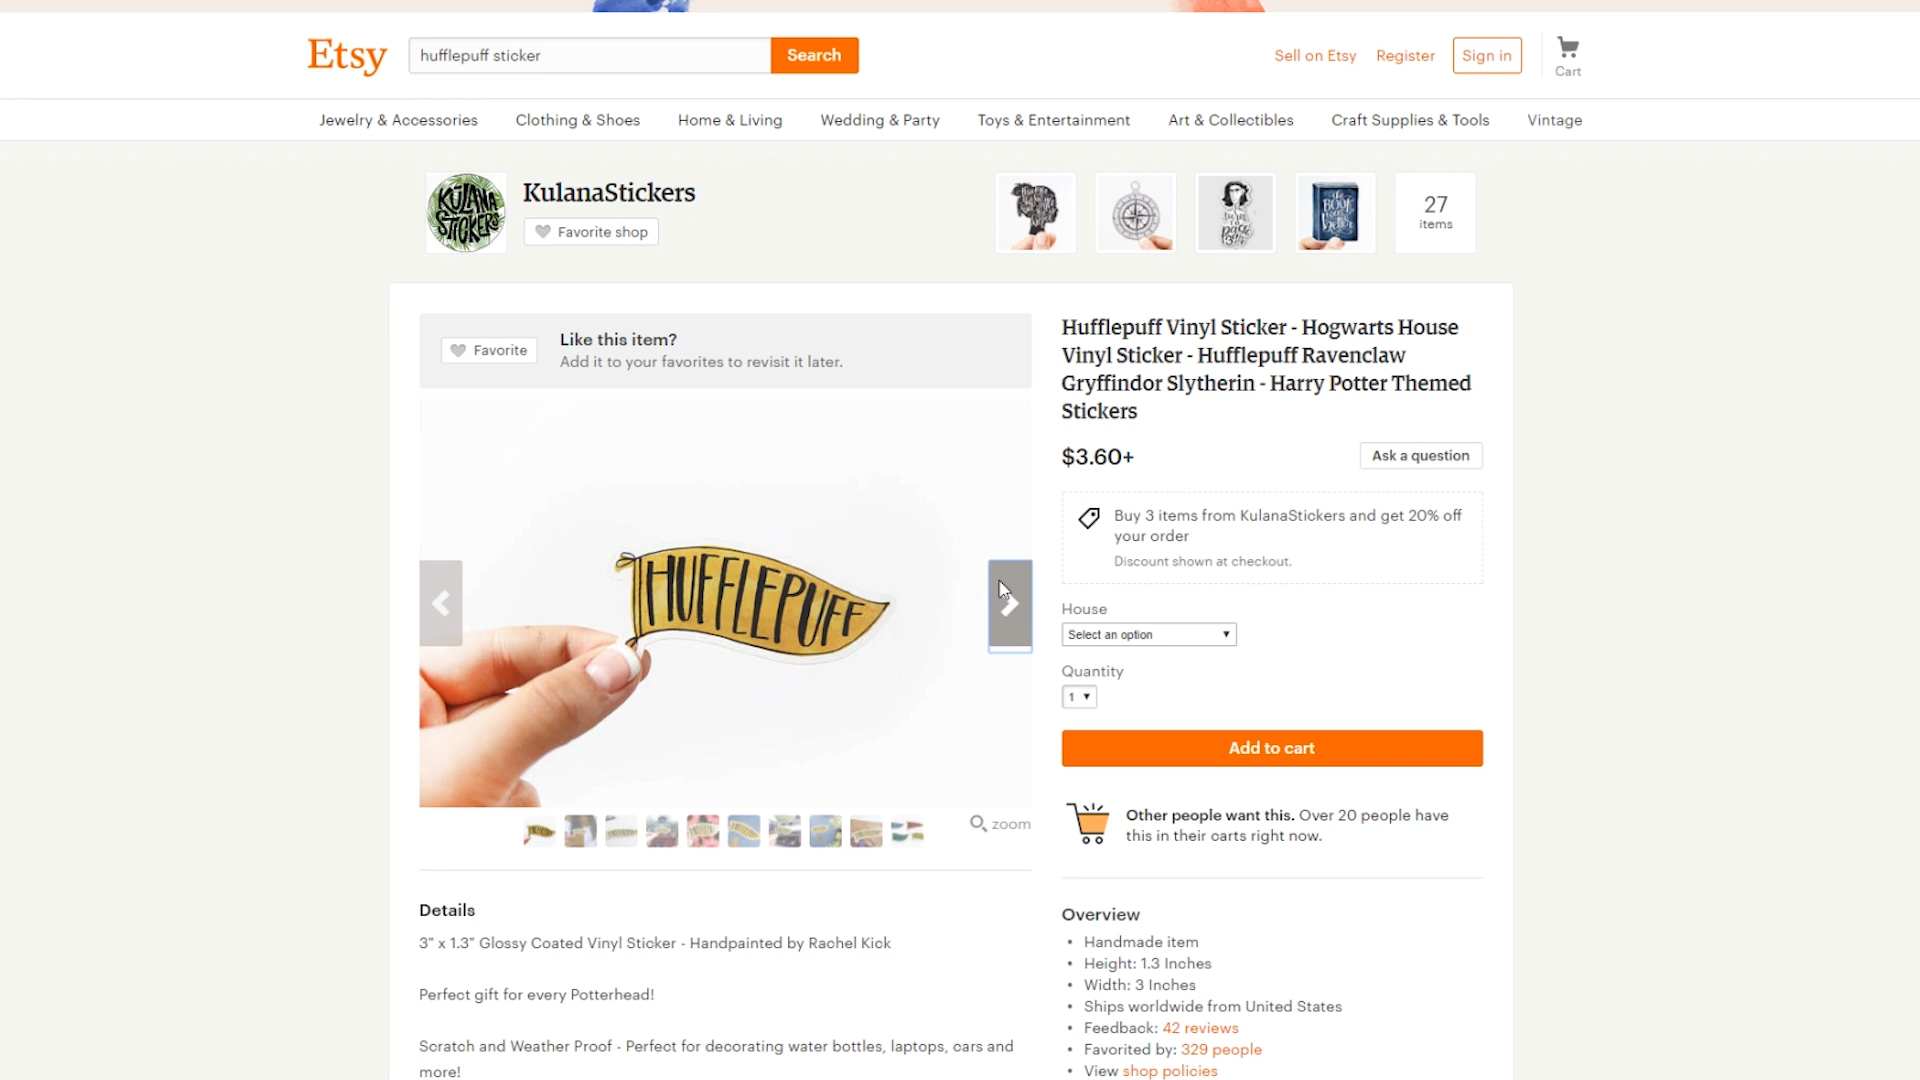 Etsy
hufflepuff sticker
Search
Sell on Etsy
Register
Sign in
Cart
Jewelry & Accessories
Clothing & Shoes
Home & Living
Wedding & Party
Toys & Entertainment
Art & Collectibles
Craft Supplies & Tools
Vintage
KULANA
STICKERS
KulanaStickers
Favorite shop
27
items
Favorite
Like this item?
Add it to your favorites to revisit it later.
HUFFLEPUFF
zoom
Hufflepuff Vinyl Sticker - Hogwarts House
Vinyl Sticker - Hufflepuff Ravenclaw
Gryffindor Slytherin - Harry Potter Themed
Stickers
$3.60+
Ask a question
Buy 3 items from KulanaStickers and get 20% off
your order
Discount shown at checkout.
House
Select an option
Quantity
1
Add to cart
Other people want this. Over 20 people have
this in their carts right now.
Details
3" x 1.3" Glossy Coated Vinyl Sticker - Handpainted by Rachel Kick
Perfect gift for every Potterhead!
Scratch and Weather Proof - Perfect for decorating water bottles, laptops, cars and
more!
Overview
• Handmade item
• Height: 1.3 Inches
• Width: 3 Inches
• Ships worldwide from United States
• Feedback: 42 reviews
• Favorited by: 329 people
• View shop policies